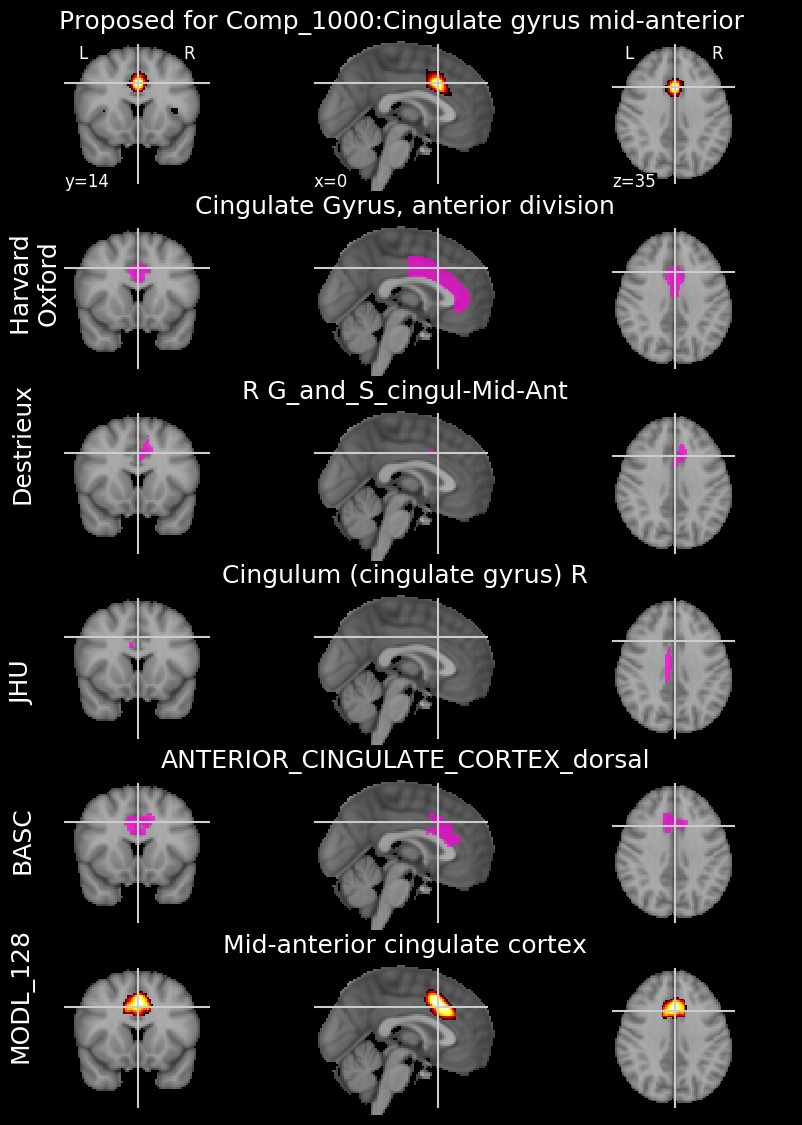 Proposed for Comp_1000:Cingulate gyrus mid-anterior
L R L R
y=14 x=0 z=35
Cingulate Gyrus, anterior division
Harvard
Oxford
R G_and_S_cingul-Mid-Ant
Destrieux
Cingulum (cingulate gyrus) R
JHU
ANTERIOR_CINGULATE_CORTEX_dorsal
BASC
Mid-anterior cingulate cortex
MODL_128